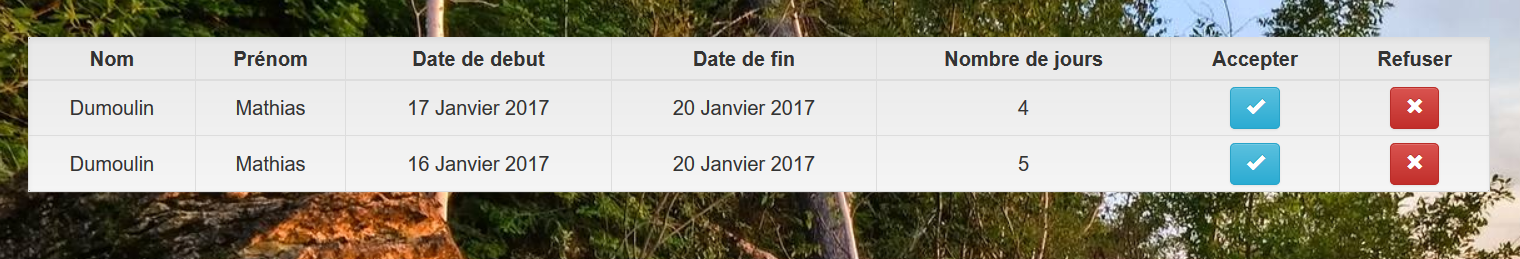 Nom Prénom Date de debut Date de fin Nombre de jours Accepter Refuser
Dumoulin Mathias 17 Janvier 2017 20 Janvier 2017 4
Dumoulin Mathias 16 Janvier 2017 20 Janvier 2017 5